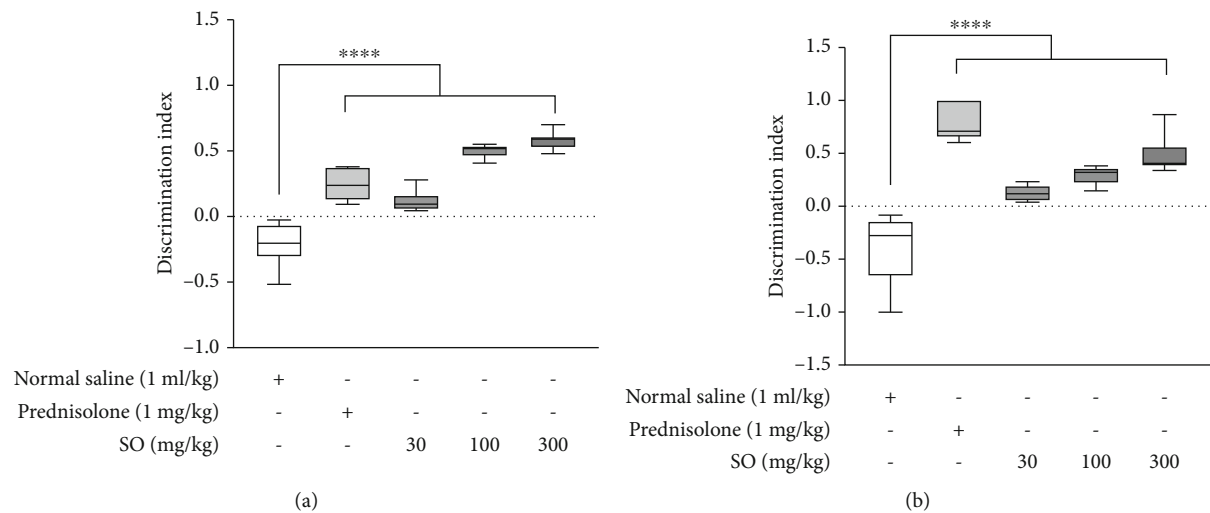 ****
1.5
1.0
0.5
0.0
−0.5
−1.0
Discrimination index
Normal saline (1 ml/kg) + - - - -
Prednisolone (1 mg/kg) - + - - -
SO (mg/kg) - - 30 100 300
(a)
****
1.5
1.0
0.5
0.0
−0.5
−1.0
−1.5
Discrimination index
Normal saline (1 ml/kg) + - - - -
Prednisolone (1 mg/kg) - + - - -
SO (mg/kg) - - 30 100 300
(b)